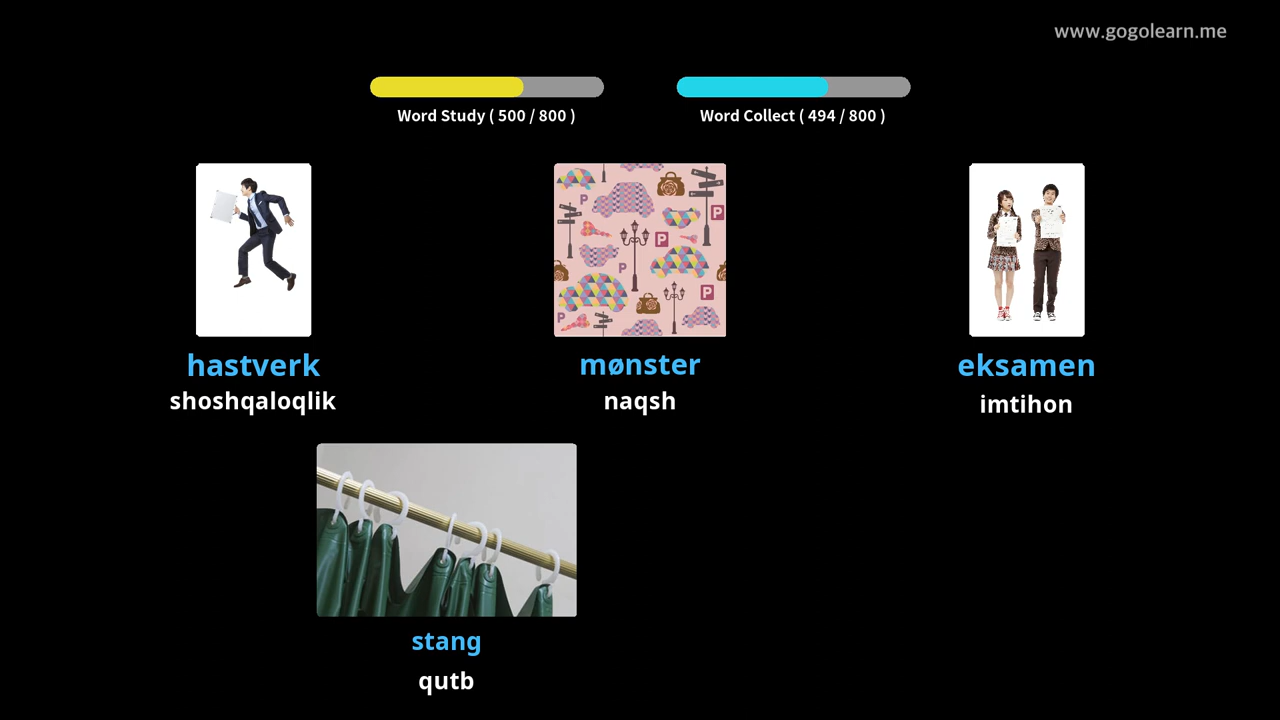 www.gogolearn.me
Word Study ( 500 / 800 )
Word Collect ( 494 / 800 )
hastverk
shoshqaloqlik
mønster
naqsh
eksamen
imtihon
stang
qutb